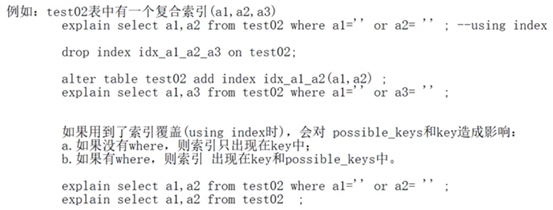 例如：test02表中有一个复合索引(a1,a2,a3)
explain select a1,a2 from test02 where a1='' or a2= '' ; --using index
drop index idx_a1_a2_a3 on test02;
alter table test02 add index idx_a1_a2(a1,a2) ;
explain select a1,a3 from test02 where a1='' or a3= '' ;
如果用到了索引覆盖(using index时)，会对 possible_keys和key造成影响：
a.如果没有where，则索引只出现在key中；
b.如果有where，则索引 出现在key和possible_keys中。
explain select a1,a2 from test02 where a1='' or a2= '' ;
explain select a1,a2 from test02 ;